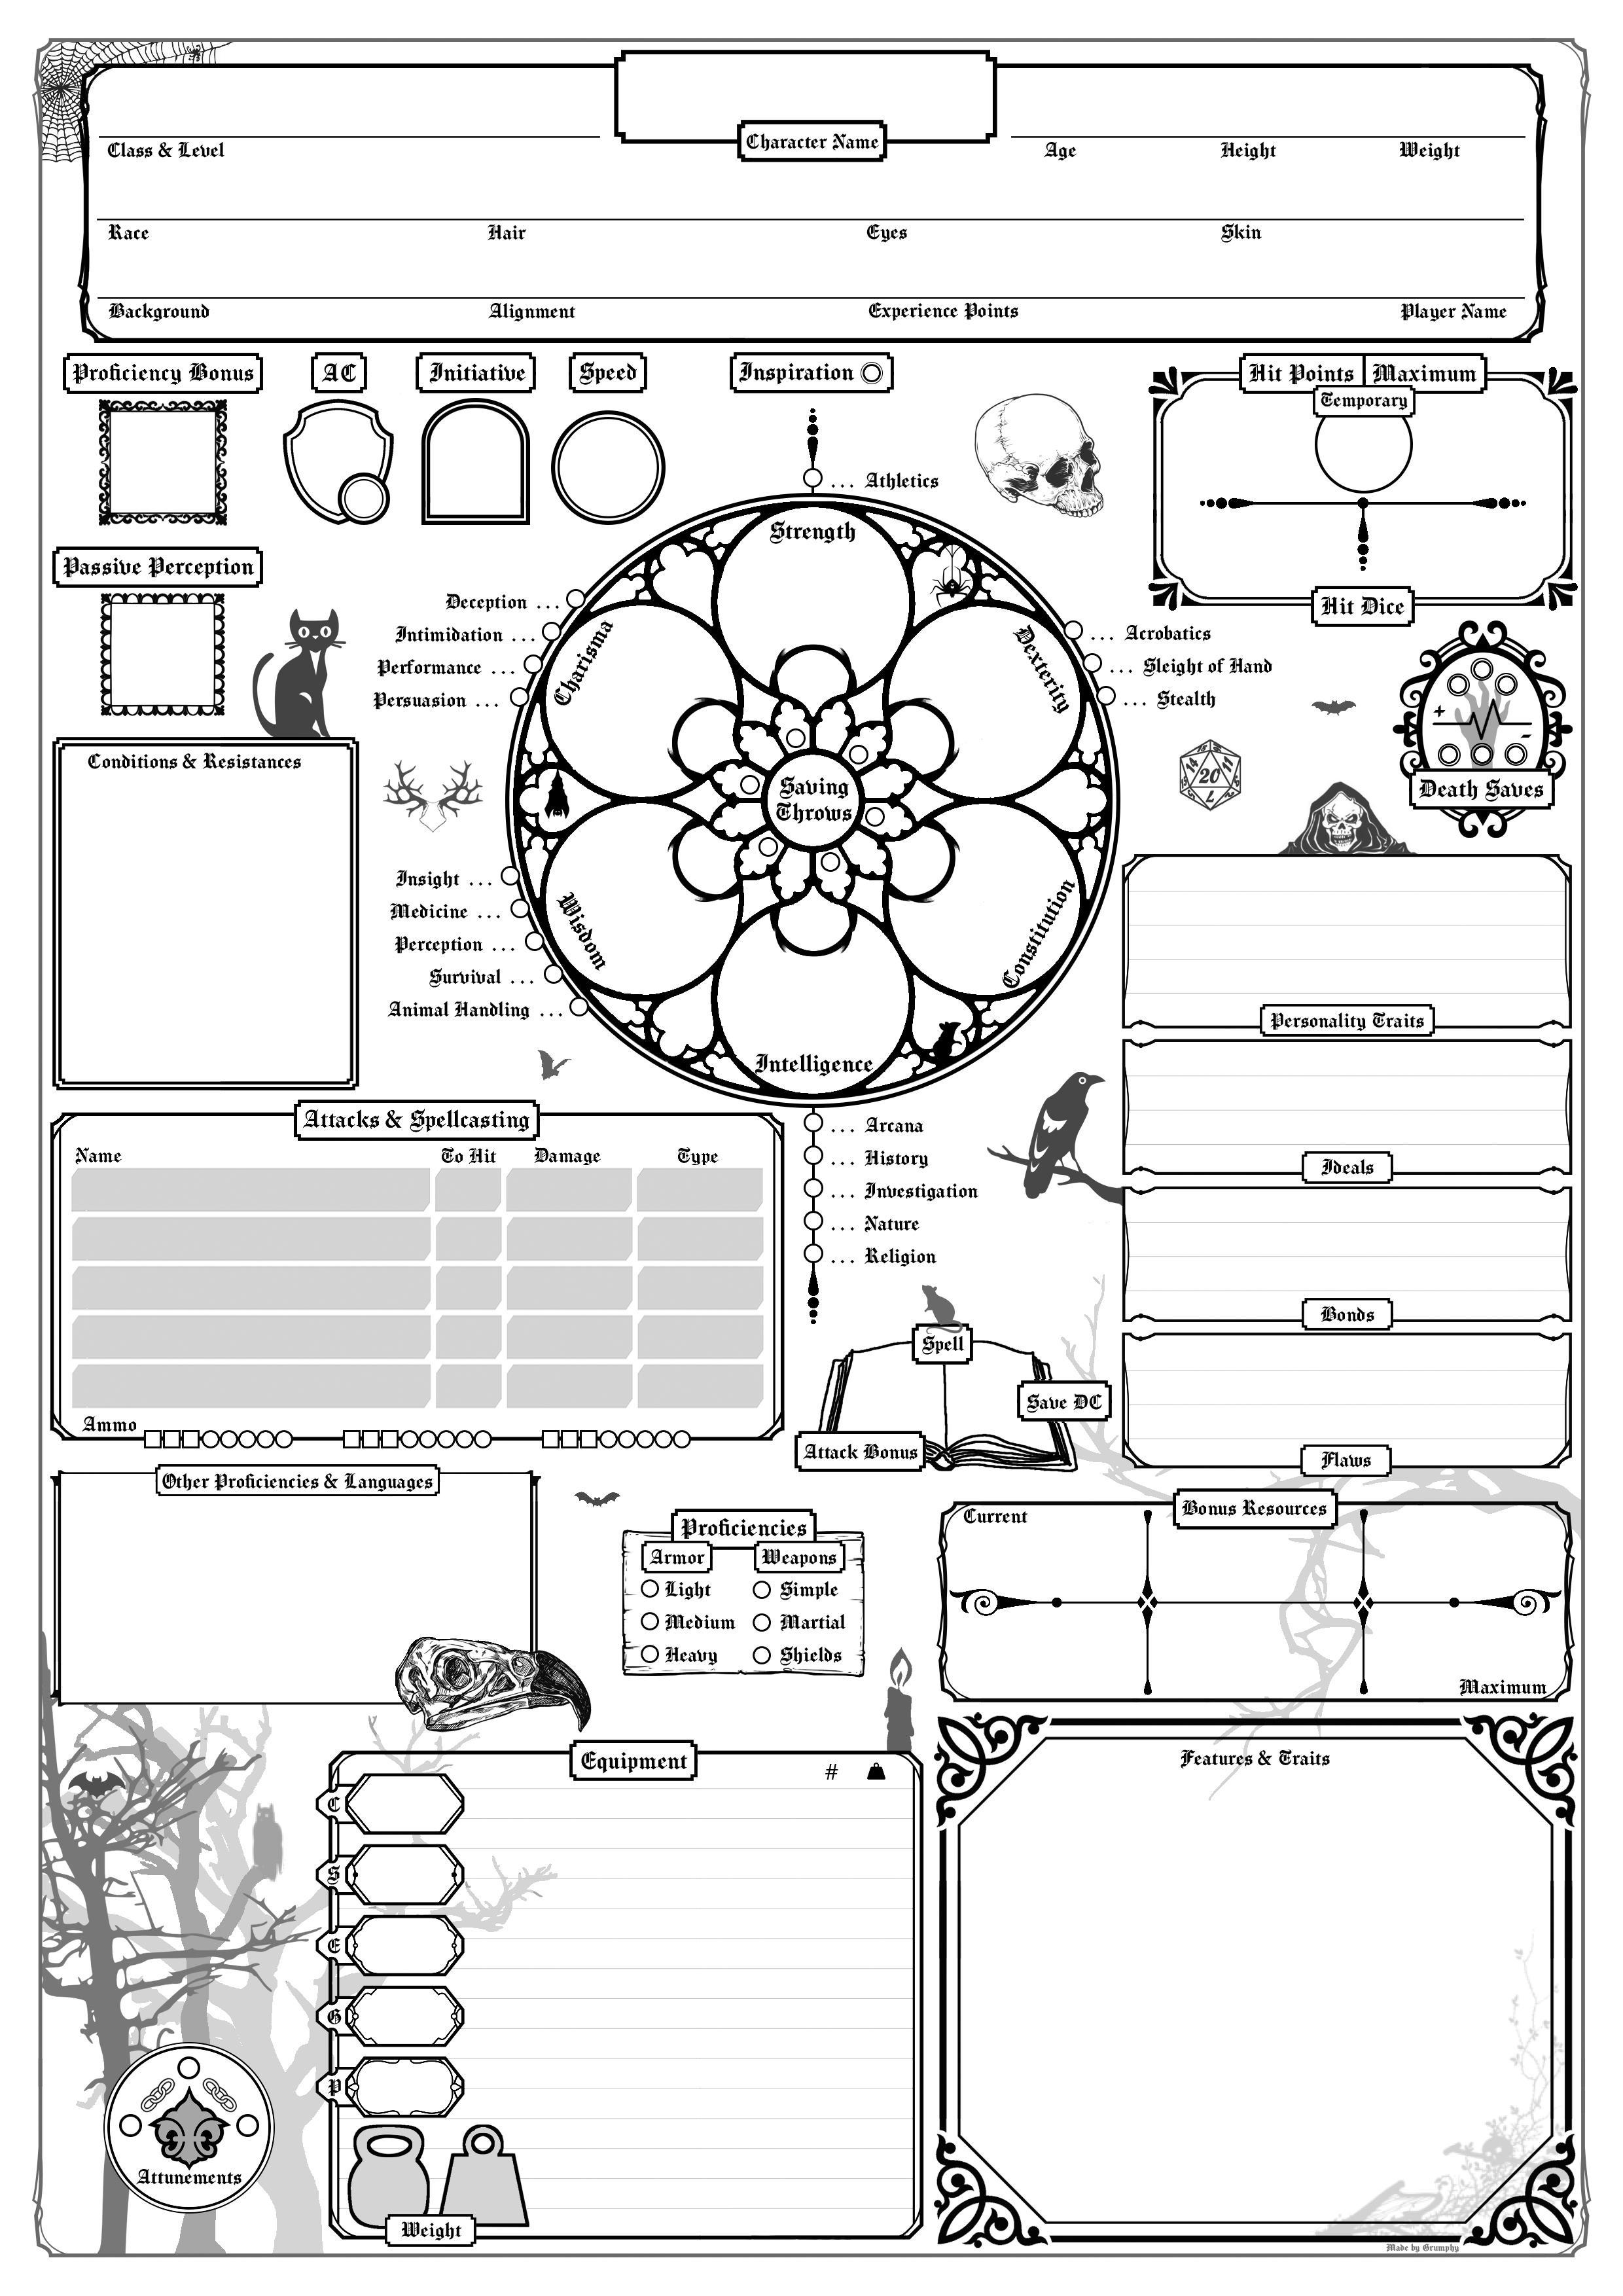 Character Name
Class & Level
Age Height Weight
Race Hair Eyes Skin
Background Alignment Experience Points Player Name
Proficiency Bonus
AC
Initiative
Speed
Inspiration
Hit Points Maximum
Temporary
Hit Dice
Passive Perception
... Athletics
Strength
Deception ...
Intimidation ...
Performance ...
Persuasion ...
Charisma
Dexterity
... Acrobatics
... Sleight of Hand
... Stealth
Saving
Throws
+
-
Death Saves
20
14
11
7
Conditions & Resistances
Insight ...
Medicine ...
Perception ...
Survival ...
Animal Handling ...
Wisdom
Constitution
Intelligence
... Arcana
... History
... Investigation
... Nature
... Religion
Personality Traits
Ideals
Bonds
Flaws
Attacks & Spellcasting
Name To Hit Damage Type
Ammo
Spell
Save DC
Attack Bonus
Other Proficiencies & Languages
Proficiencies
Armor Weapons
Light Simple
Medium Martial
Heavy Shields
Bonus Resources
Current
Maximum
Equipment
#
C
S
E
G
P
Weight
Attunements
Features & Traits
Made by Grumphy